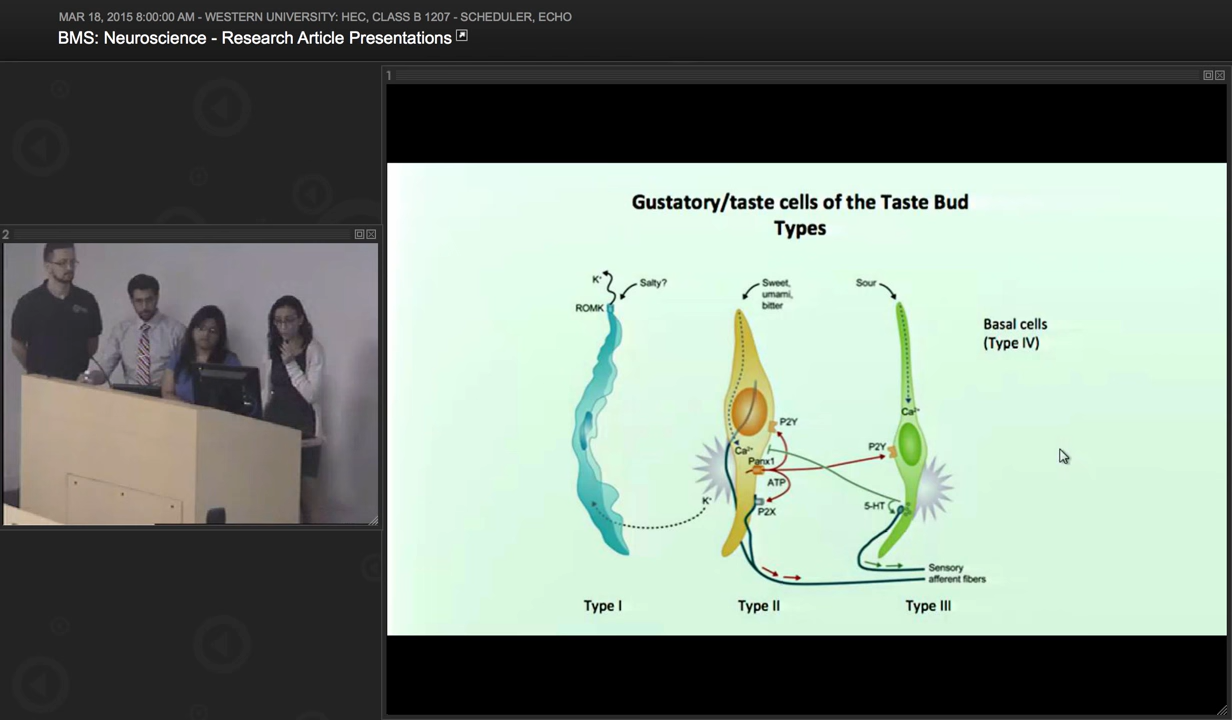 MAR 18, 2015 8:00:00 AM - WESTERN UNIVERSITY: HEC, CLASS B 1207 - SCHEDULER, ECHO
BMS: Neuroscience - Research Article Presentations
1
2
Gustatory/taste cells of the Taste Bud
Types
K+
Salty?
ROMK
Sweet,
umami,
bitter
Sour
Basal cells
(Type IV)
Ca2+
P2Y
P2Y
Ca2+
Panx1
ATP
K+
P2X
5-HT
Sensory
afferent fibers
Type I
Type II
Type III